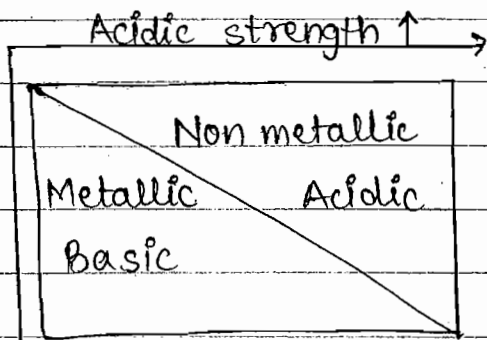 Acidic strength ↑
Non metallic
Metallic Acidic
Basic